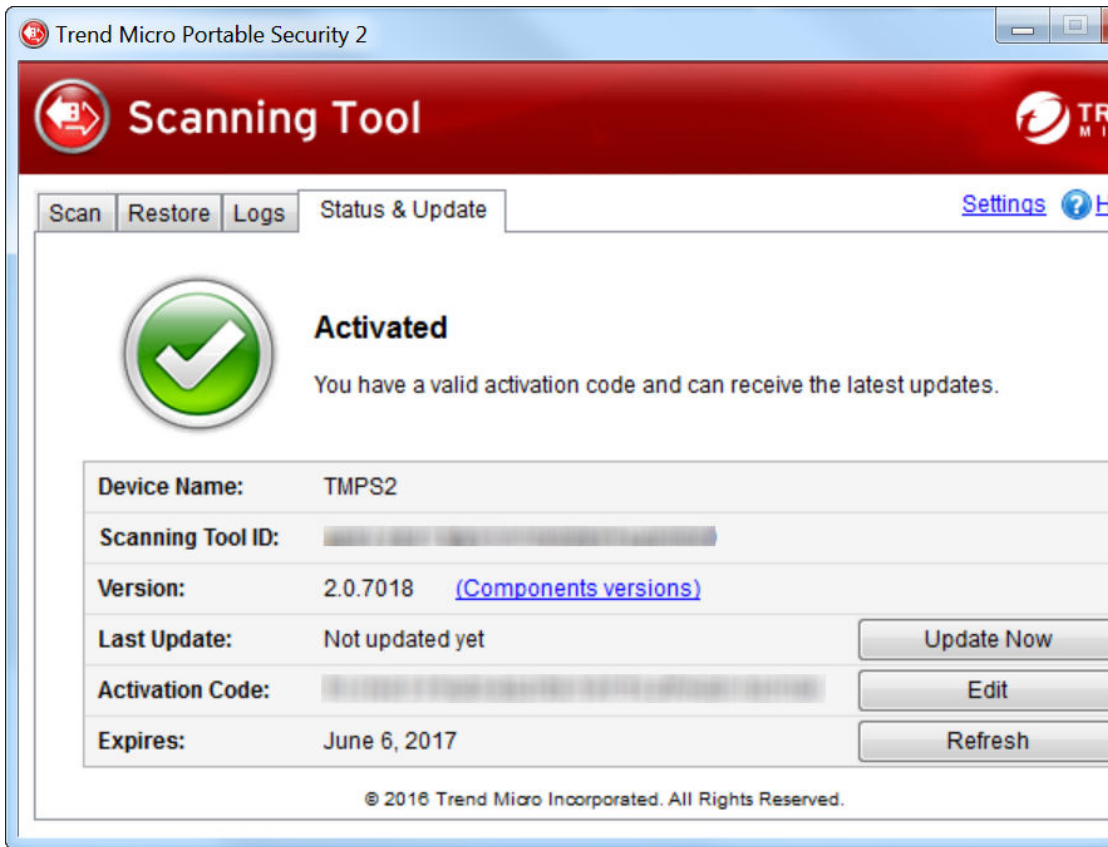 Trend Micro Portable Security 2
Scanning Tool
Scan Restore Logs Status & Update Settings
Activated
You have a valid activation code and can receive the latest updates.
Device Name: TMPS2
Scanning Tool ID:
Version: 2.0.7018 (Components versions)
Last Update: Not updated yet Update Now
Activation Code: Edit
Expires: June 6, 2017 Refresh
© 2016 Trend Micro Incorporated. All Rights Reserved.